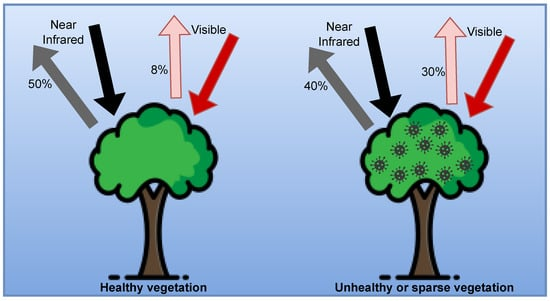 Near
Infrared
Visible
50%
8%
Healthy vegetation
Near
Infrared
Visible
40%
30%
Unhealthy or sparse vegetation